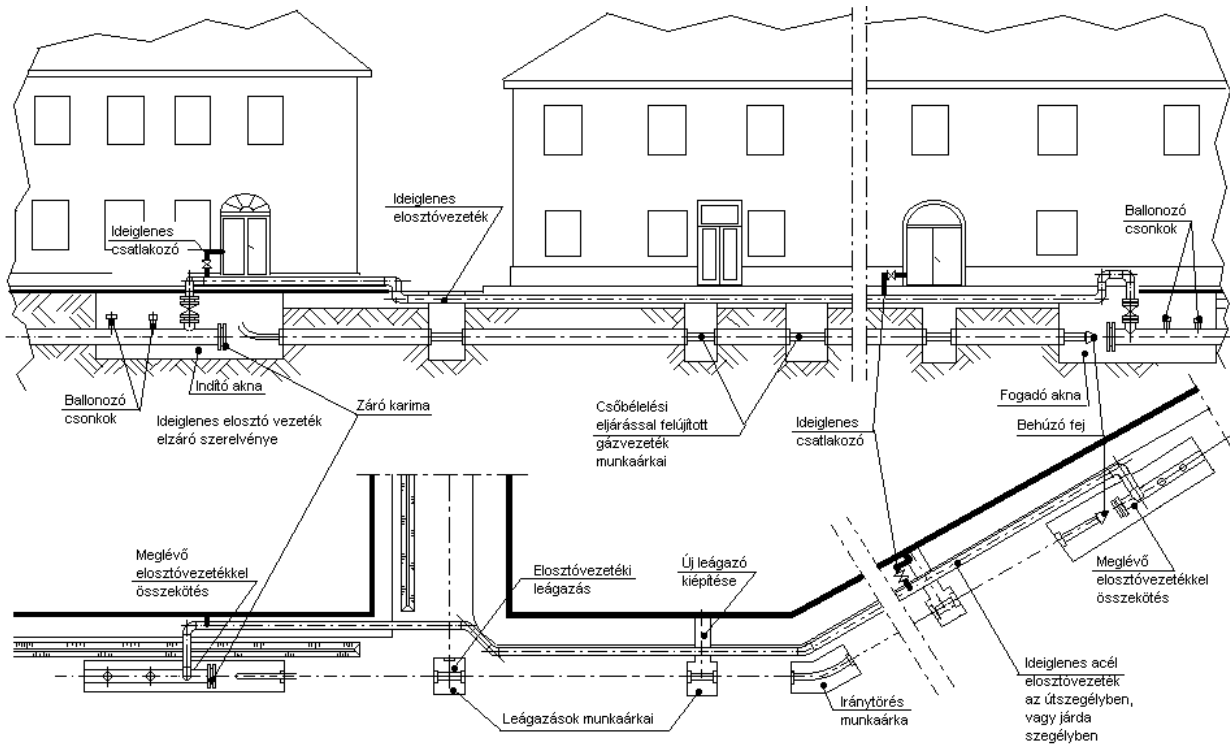 Ideiglenes
elosztóvezeték
Ballonozó
csonkok
Ideiglenes
csatlakozó
Indító akna
Ballonozó
csonkok
Ideiglenes elosztó vezeték
elzáró szerelvénye
Záró karima
Csőbélelési
eljárással felújított
gázvezeték
munkaárkai
Ideiglenes
csatlakozó
Fogadó akna
Behúzó fej
Meglévő
elosztóvezetékkel
összekötés
Elosztóvezetéki
leágazás
Új leágazó
kiépítése
Meglévő
elosztóvezetékkel
összekötés
Leágazások munkaárkai
Iránytörés
munkaárka
Ideiglenes acél
elosztóvezeték
az útszegélyben,
vagy járda
szegélyben